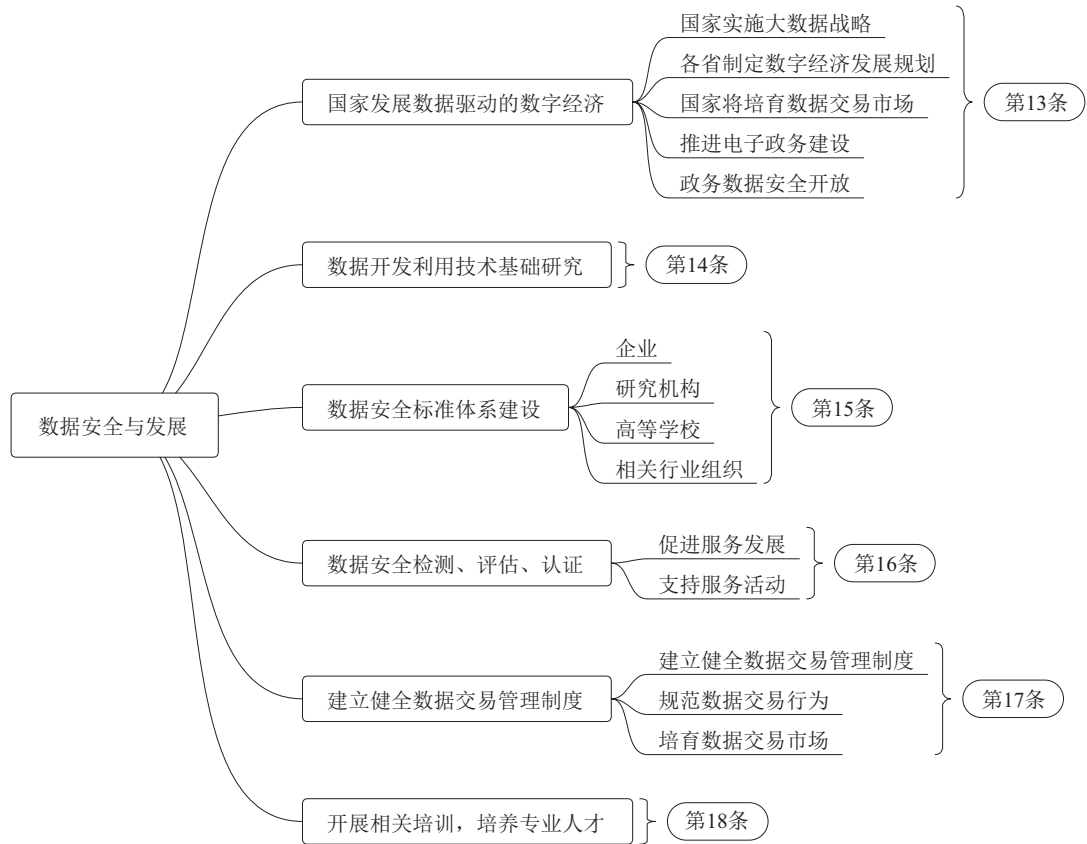 数据安全与发展
国家发展数据驱动的数字经济
国家实施大数据战略
各省制定数字经济发展规划
国家将培育数据交易市场
推进电子政务建设
政务数据安全开放
第13条
数据开发利用技术基础研究
第14条
数据安全标准体系建设
企业
研究机构
高等学校
相关行业组织
第15条
数据安全检测、评估、认证
促进服务发展
支持服务活动
第16条
建立健全数据交易管理制度
建立健全数据交易管理制度
规范数据交易行为
培育数据交易市场
第17条
开展相关培训，培养专业人才
第18条